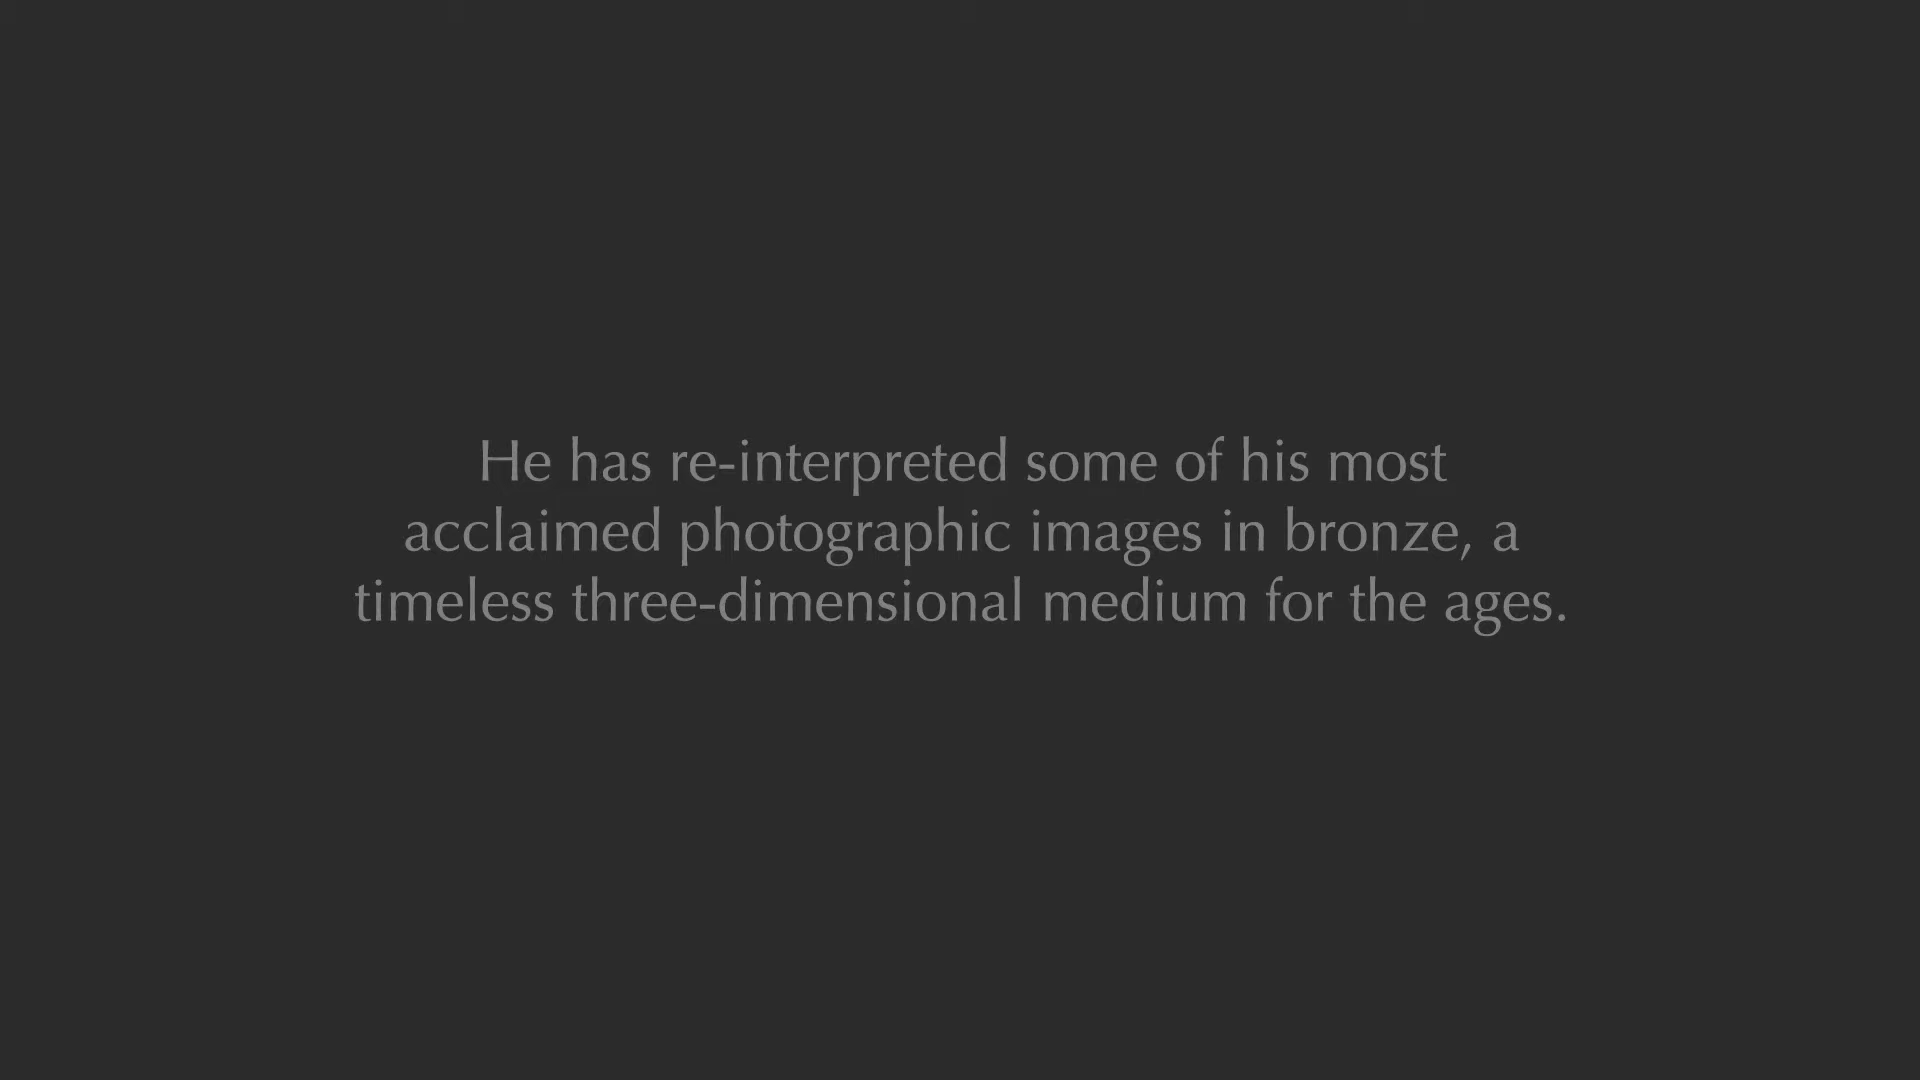 He has re-interpreted some of his most
acclaimed photographic images in bronze, a
timeless three-dimensional medium for the ages.